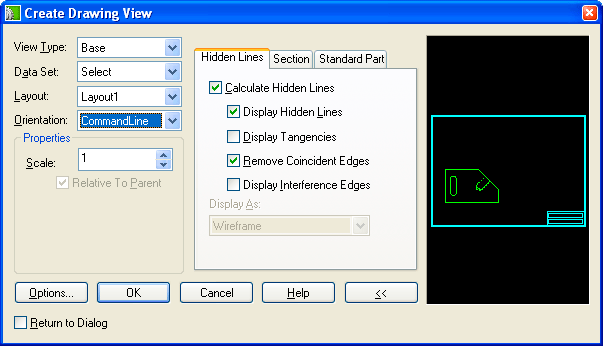 Create Drawing View
View Type: Base
Data Set: Select
Layout: Layout1
Orientation: CommandLine
Properties
Scale: 1
Relative To Parent
Hidden Lines Section Standard Part
Calculate Hidden Lines
Display Hidden Lines
Display Tangencies
Remove Coincident Edges
Display Interference Edges
Display As:
Wireframe
Options... OK Cancel Help <<
Return to Dialog